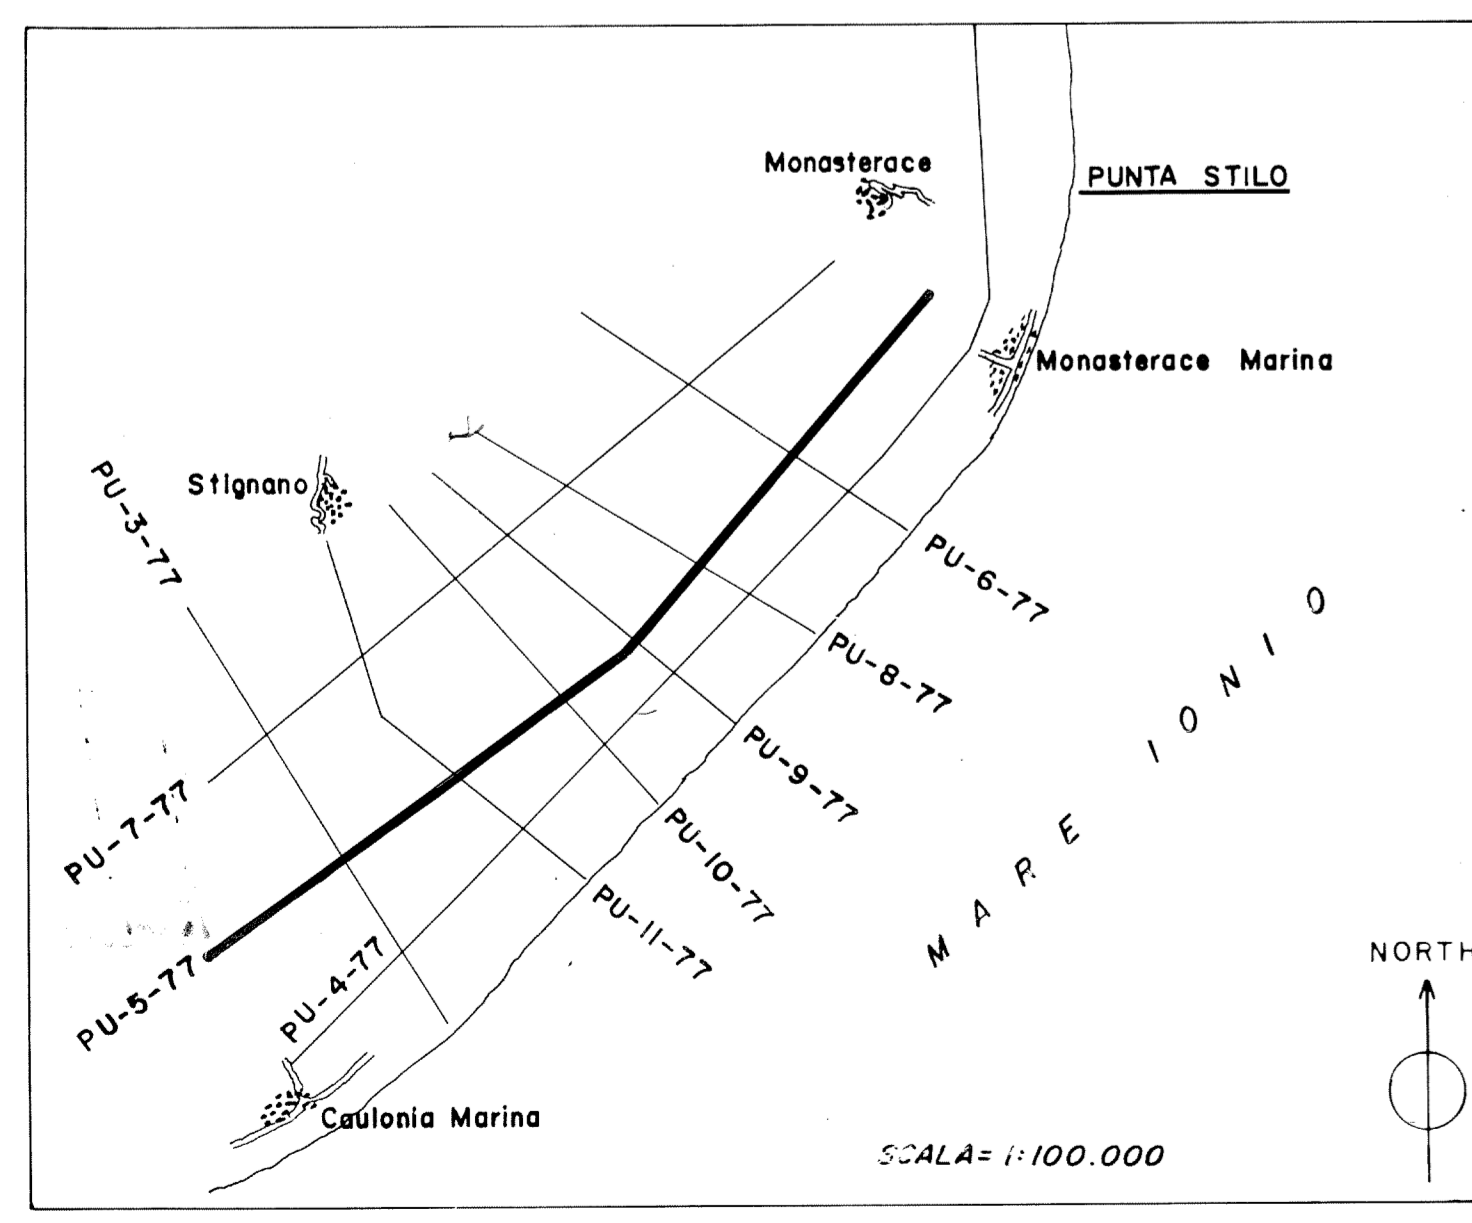 Monasterace
PUNTA STILO
Monasterace Marina
Stignano
PU-3-77
PU-6-77
PU-8-77
PU-9-77
PU-10-77
PU-11-77
PU-7-77
PU-5-77
PU-4-77
MARE IONIO
Caulonia Marina
NORTH
SCALA= 1:100.000